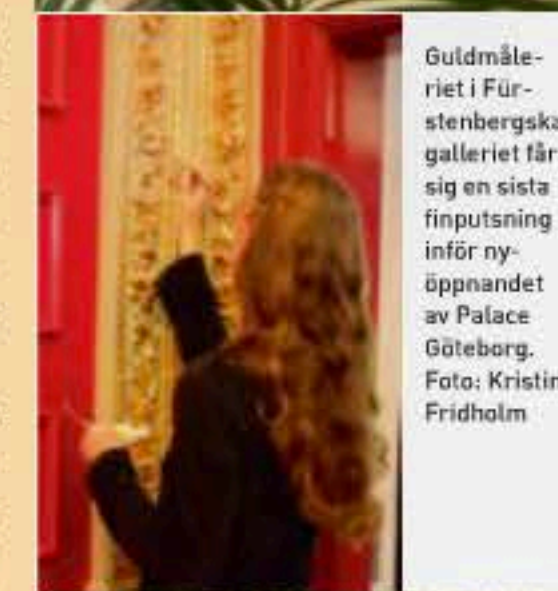 Guldmåle-
riet i Für-
stenbergska
galleriet får
sig en sista
finputsning
inför ny-
öppnandet
av Palace
Göteborg.
Foto: Kristin
Fridholm